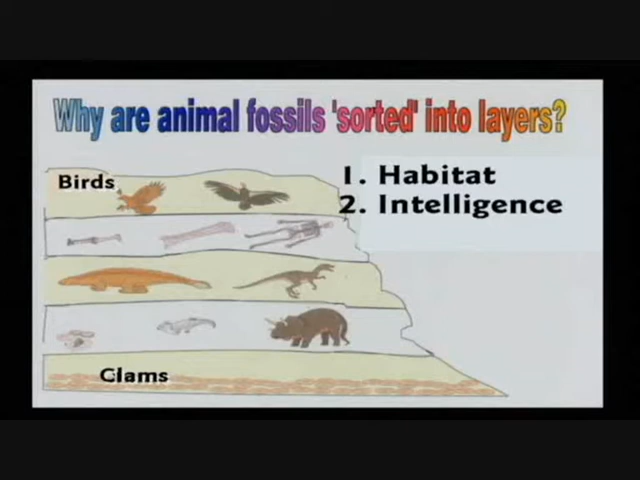 Why are animal fossils 'sorted' into layers?
1. Habitat
2. Intelligence
Birds
Clams